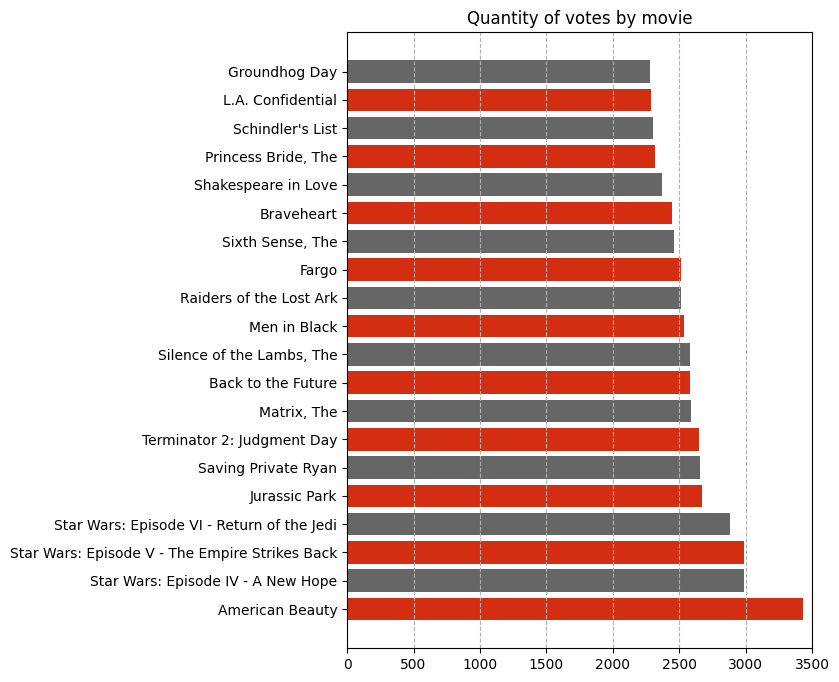 Quantity of votes by movie
Groundhog Day
L.A. Confidential
Schindler's List
Princess Bride, The
Shakespeare in Love
Braveheart
Sixth Sense, The
Fargo
Raiders of the Lost Ark
Men in Black
Silence of the Lambs, The
Back to the Future
Matrix, The
Terminator 2: Judgment Day
Saving Private Ryan
Jurassic Park
Star Wars: Episode VI - Return of the Jedi
Star Wars: Episode V - The Empire Strikes Back
Star Wars: Episode IV - A New Hope
American Beauty
0 500 1000 1500 2000 2500 3000 3500